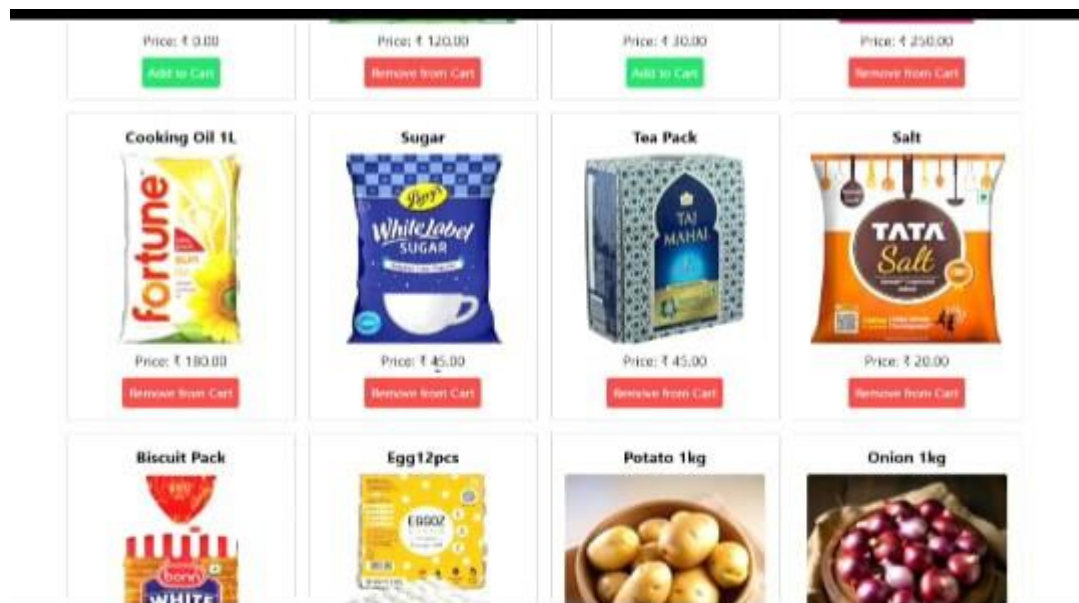 Price: ₹ 0.00
Price: ₹ 120.00
Price: ₹ 30.00
Price: ₹ 250.00
Add to Cart
Remove from Cart
Add to Cart
Remove from Cart
Cooking Oil 1L
Sugar
Tea Pack
Salt
fortune
Parry's
White Label
SUGAR
TAJ
MAHAL
TATA
Salt
Price: ₹ 180.00
Price: ₹ 45.00
Price: ₹ 45.00
Price: ₹ 20.00
Remove from Cart
Remove from Cart
Remove from Cart
Remove from Cart
Biscuit Pack
Egg12pcs
Potato 1kg
Onion 1kg
EGGOZ
bonn
WHITE